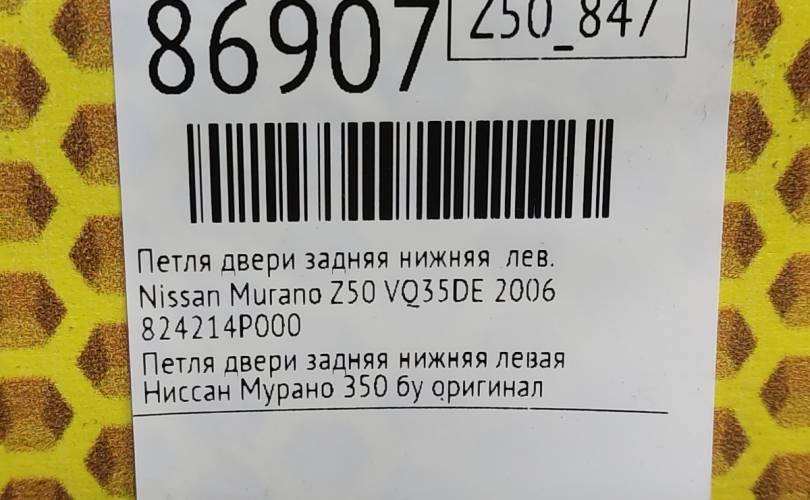 86907
Z50_847
Петля двери задняя нижняя лев.
Nissan Murano Z50 VQ35DE 2006
824214P000
Петля двери задняя нижняя левая
Ниссан Мурано З50 бу оригинал